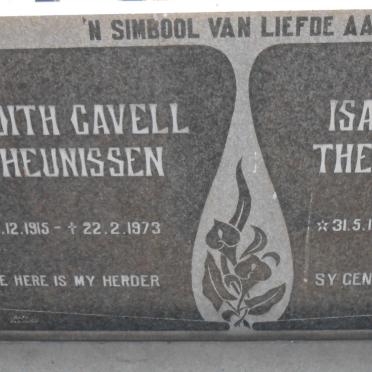 'N SIMBOOL VAN LIEFDE AA
DITH CAVELL
HEUNISSEN
.12.1915 - † 22.2.1973
E HERE IS MY HERDER
ISA
THE
☆ 31.5.1
SY GEN